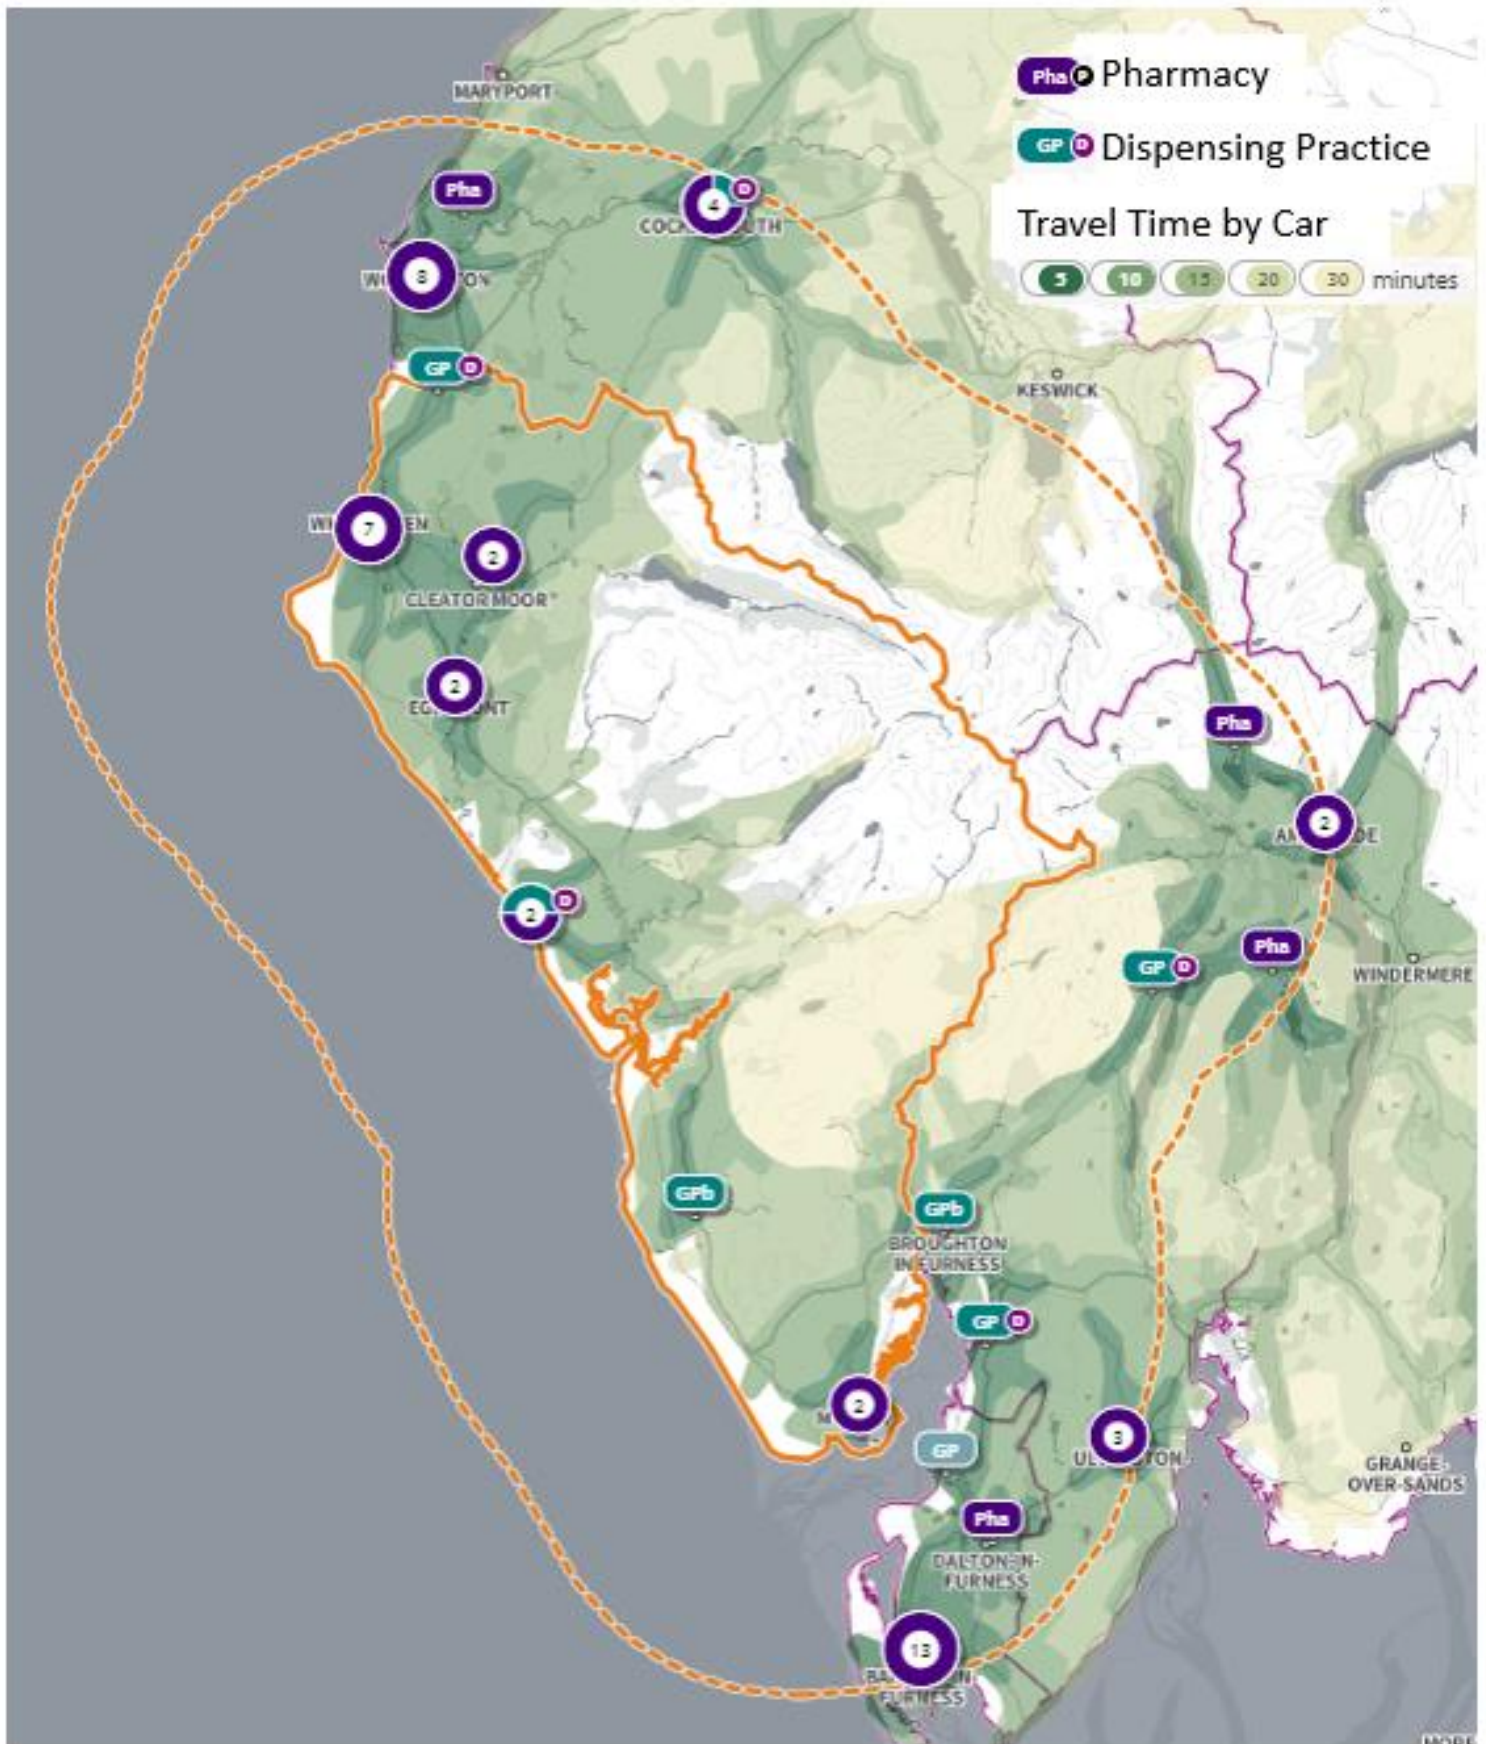 MARYPORT
Pha P Pharmacy
GP D Dispensing Practice
Travel Time by Car
5 10 15 20 30 minutes
Pha
4 D
8
GP D
KESWICK
7
2
CLEATOR MOOR
2
Pha
2
2 D
Pha
GP D
WINDERMERE
GPb
GPb
BROUGHTON
IN FURNESS
GP D
2
GP
3
GRANGE-
OVER-SANDS
Pha
DALTON-IN-
FURNESS
13
FURNESS